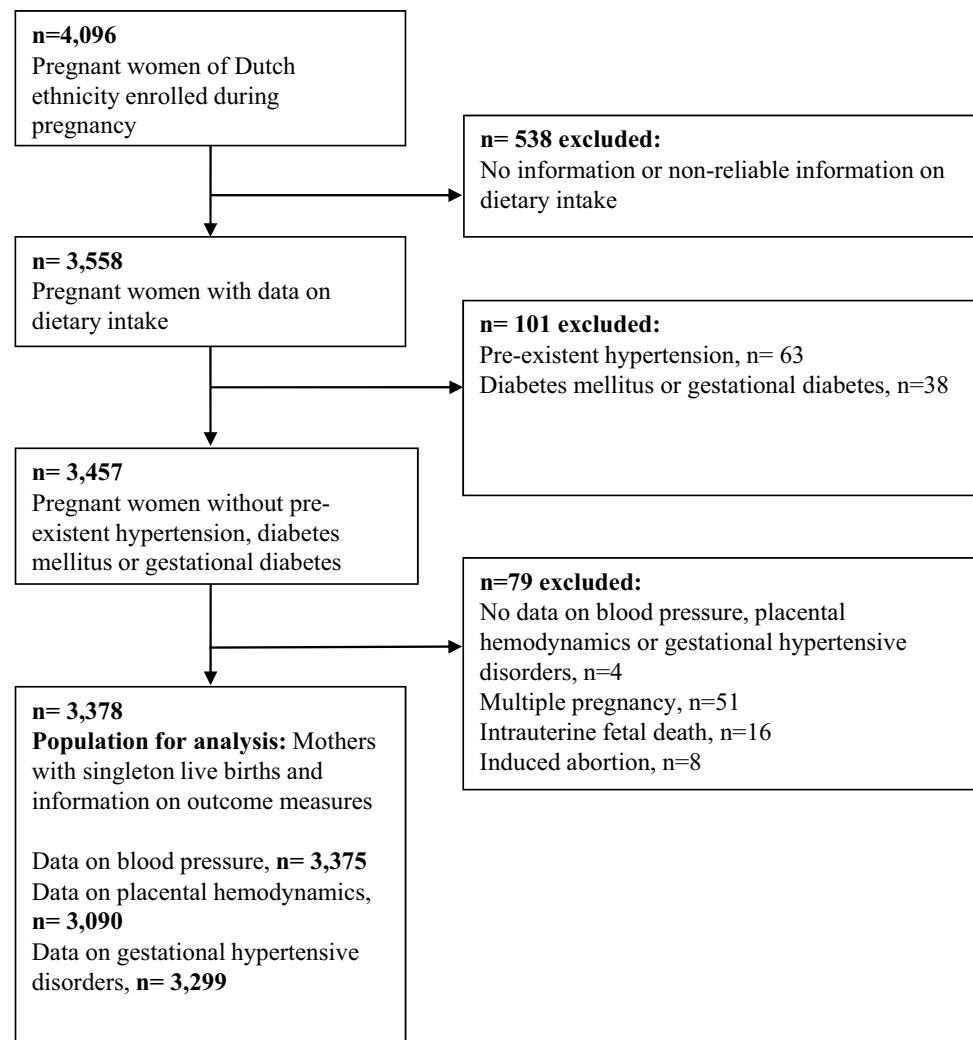 n=4,096
Pregnant women of Dutch
ethnicity enrolled during
pregnancy
n= 538 excluded:
No information or non-reliable information on
dietary intake
n= 3,558
Pregnant women with data on
dietary intake
n= 101 excluded:
Pre-existent hypertension, n= 63
Diabetes mellitus or gestational diabetes, n=38
n= 3,457
Pregnant women without pre-
existent hypertension, diabetes
mellitus or gestational diabetes
n=79 excluded:
No data on blood pressure, placental
hemodynamics or gestational hypertensive
disorders, n=4
Multiple pregnancy, n=51
Intrauterine fetal death, n=16
Induced abortion, n=8
n= 3,378
Population for analysis: Mothers
with singleton live births and
information on outcome measures
Data on blood pressure, n= 3,375
Data on placental hemodynamics,
n= 3,090
Data on gestational hypertensive
disorders, n= 3,299